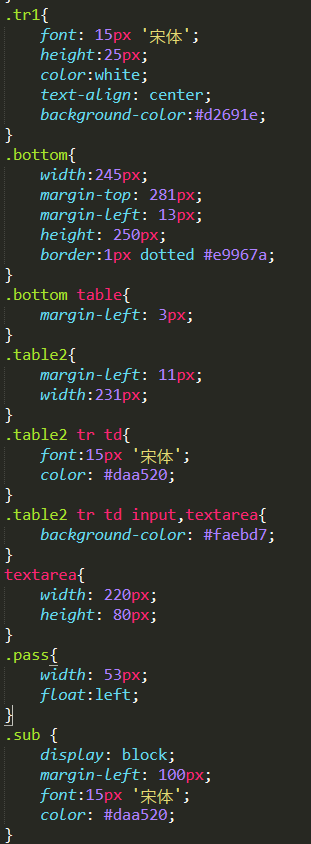 .tr1{
font: 15px '宋体';
height:25px;
color:white;
text-align: center;
background-color:#d2691e;
}
.bottom{
width:245px;
margin-top: 281px;
margin-left: 13px;
height: 250px;
border:1px dotted #e9967a;
}
.bottom table{
margin-left: 3px;
}
.table2{
margin-left: 11px;
width:231px;
}
.table2 tr td{
font:15px '宋体';
color: #daa520;
}
.table2 tr td input,textarea{
background-color: #faebd7;
}
textarea{
width: 220px;
height: 80px;
}
.pass{
width: 53px;
float:left;
}
.sub {
display: block;
margin-left: 100px;
font:15px '宋体';
color: #daa520;
}